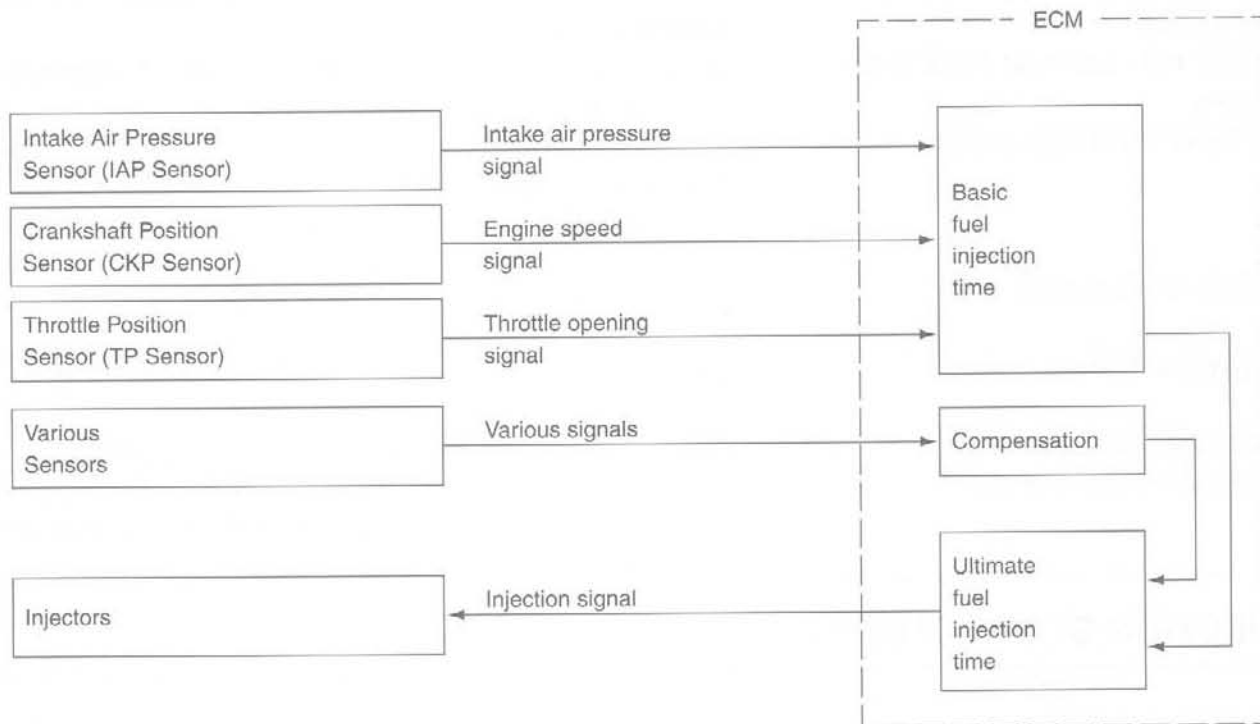 ECM
Intake Air Pressure
Sensor (IAP Sensor)
Intake air pressure
signal
Crankshaft Position
Sensor (CKP Sensor)
Engine speed
signal
Basic
fuel
injection
time
Throttle Position
Sensor (TP Sensor)
Throttle opening
signal
Various
Sensors
Various signals
Compensation
Injectors
Injection signal
Ultimate
fuel
injection
time